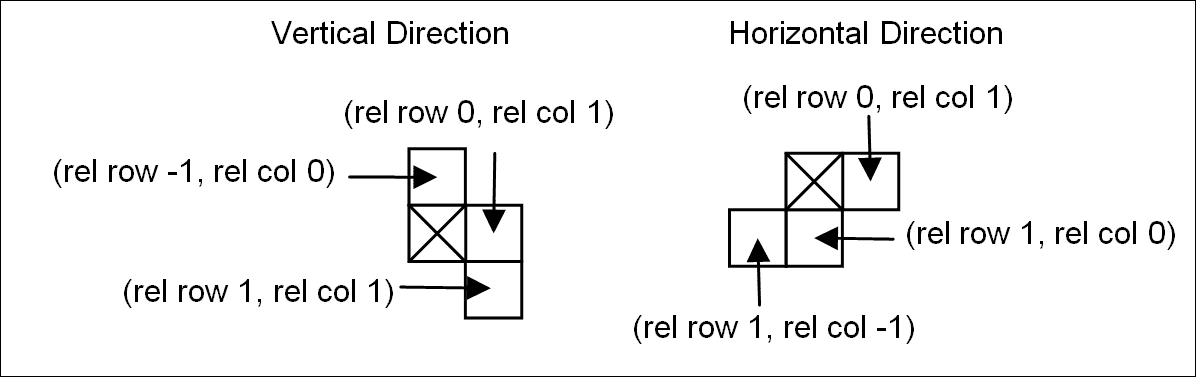 Vertical Direction
(rel row 0, rel col 1)
(rel row -1, rel col 0)
(rel row 1, rel col 1)
Horizontal Direction
(rel row 0, rel col 1)
(rel row 1, rel col 0)
(rel row 1, rel col -1)